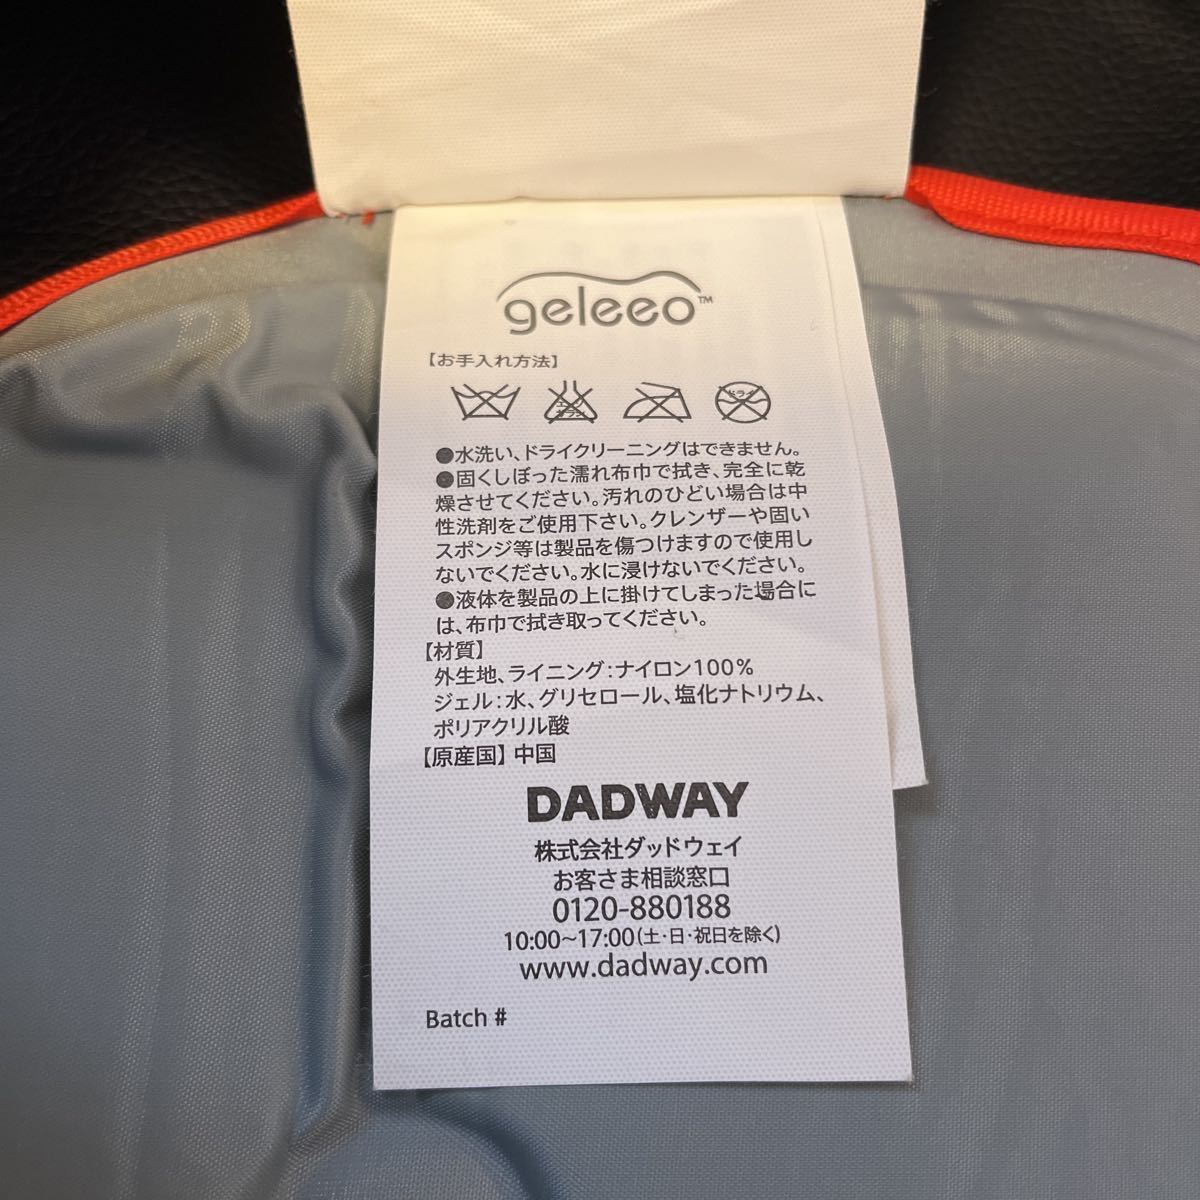 geleeo™
【お手入れ方法】
エンソ サラシ ドライ
●水洗い、ドライクリーニングはできません。
●固くしぼった濡れ布巾で拭き、完全に乾
燥させてください。汚れのひどい場合は中
性洗剤をご使用下さい。クレンザーや固い
スポンジ等は製品を傷つけますので使用し
ないでください。水に浸けないでください。
●液体を製品の上に掛けてしまった場合に
は、布巾で拭き取ってください。
【材質】
外生地、ライニング:ナイロン100%
ジェル:水、グリセロール、塩化ナトリウム、
ポリアクリル酸
【原産国】中国
DADWAY
株式会社ダッドウェイ
お客さま相談窓口
0120-880188
10:00~17:00(土・日・祝日を除く)
www.dadway.com
Batch #